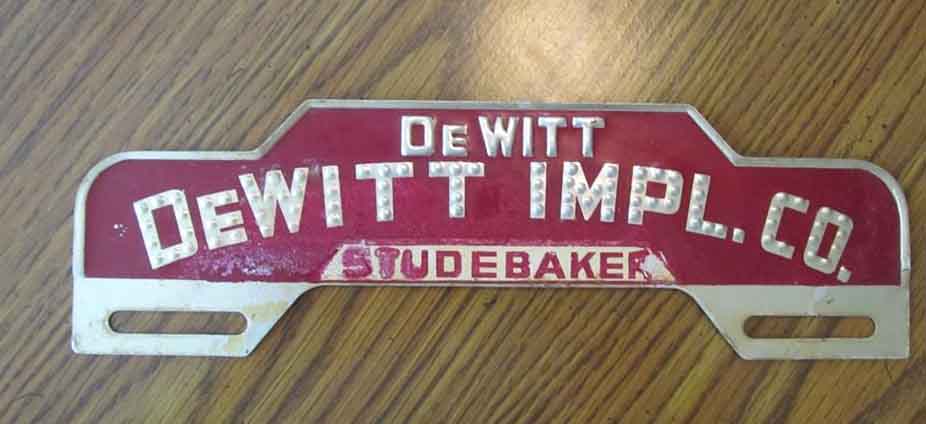 DeWITT
DeWITT IMPL. CO.
STUDEBAKER